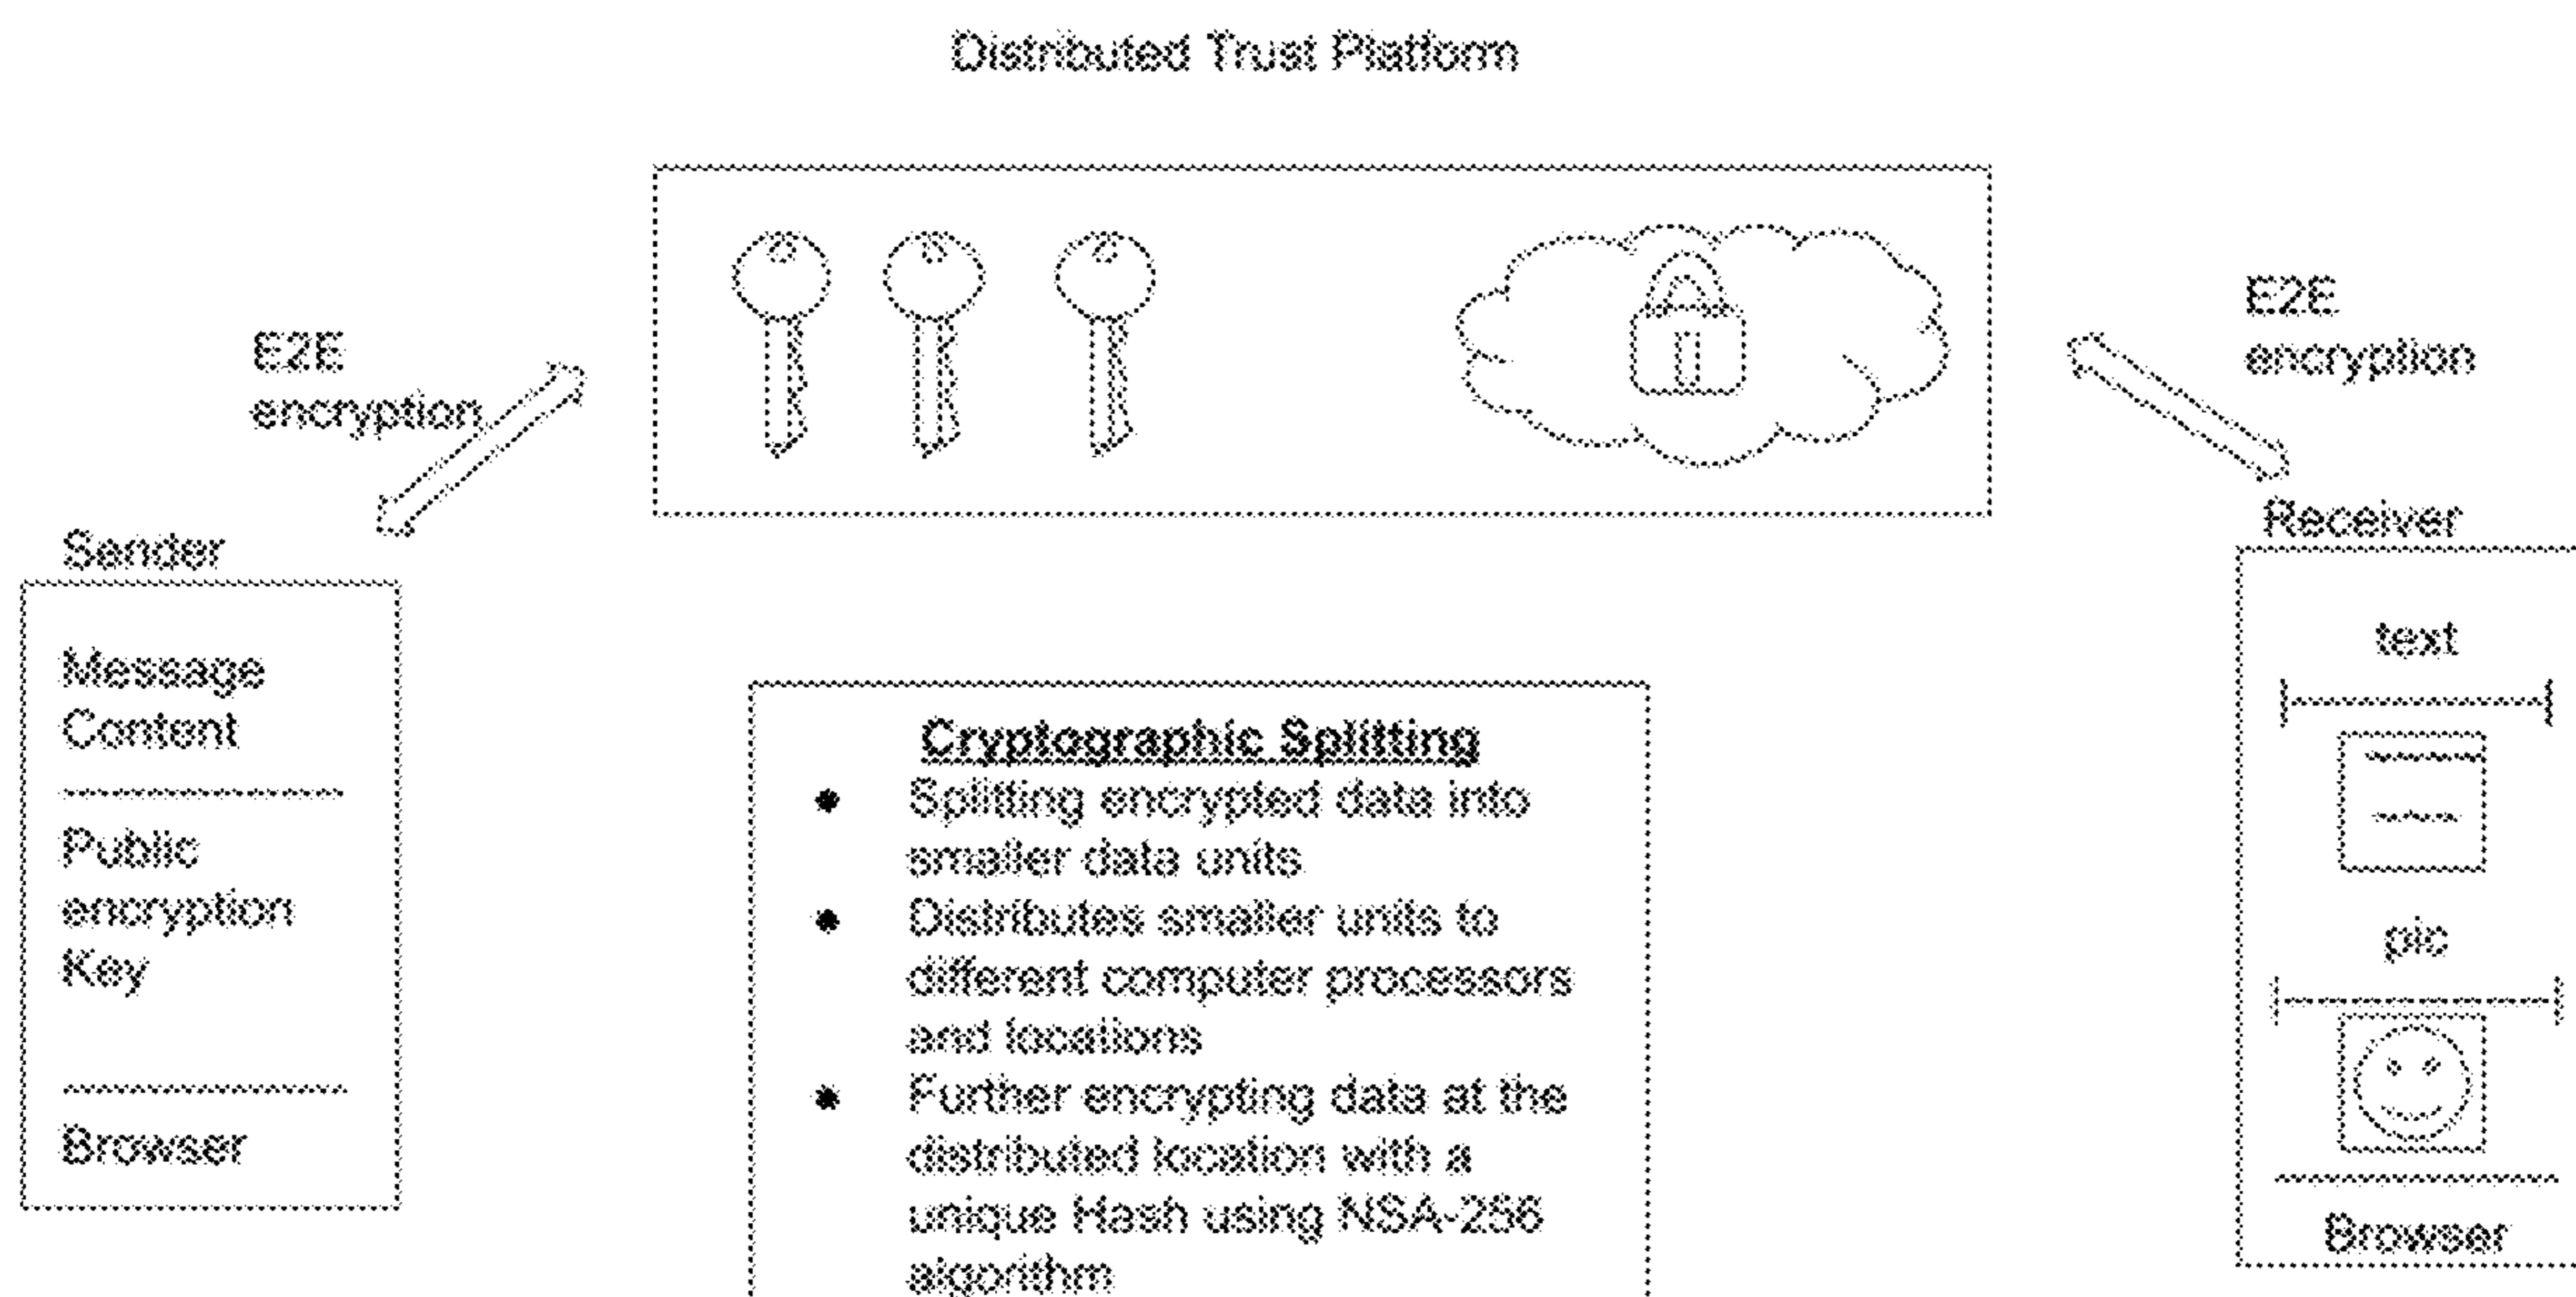 Distributed Trust Platform
E2E
encryption
Sender
Message
Content
Public
encryption
Key
Browser
Cryptographic Splitting
Splitting encrypted data into
smaller data units
Distributes smaller units to
different computer processors
and locations
Further encrypting data at the
distributed location with a
unique Hash using NSA-256
algorithm
E2E
encryption
Receiver
text
pic
Browser